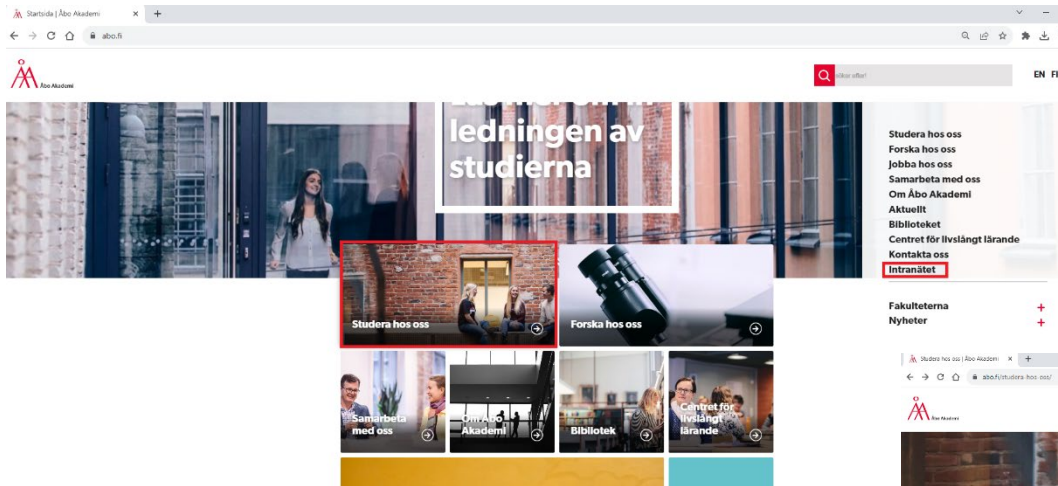 Startsida | Åbo Akademi
abo.fi
Åbo Akademi
EN FI
ledningen av
studierna
Studera hos oss
Forska hos oss
Jobba hos oss
Samarbeta med oss
Om Åbo Akademi
Aktuellt
Biblioteket
Centret för livslångt lärande
Kontakta oss
Intranätet
Fakulteterna
Nyheter
Studera hos oss
Forska hos oss
Samarbeta
med oss
Om Åbo
Akademi
Bibliotek
Centret för
livslångt
lärande
Studera hos oss | Åbo Akademi
abo.fi/studera-hos-oss/
Åbo Akademi